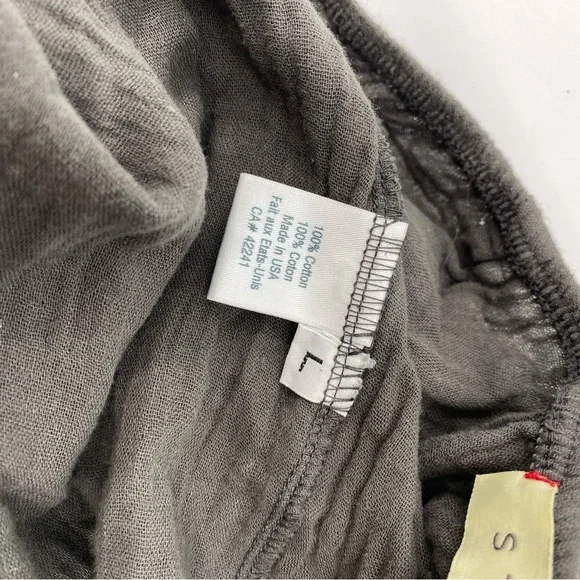 100% Cotton
100% Coton
Made in USA
Fait aux Etats-Unis
CA# 42241
L
S